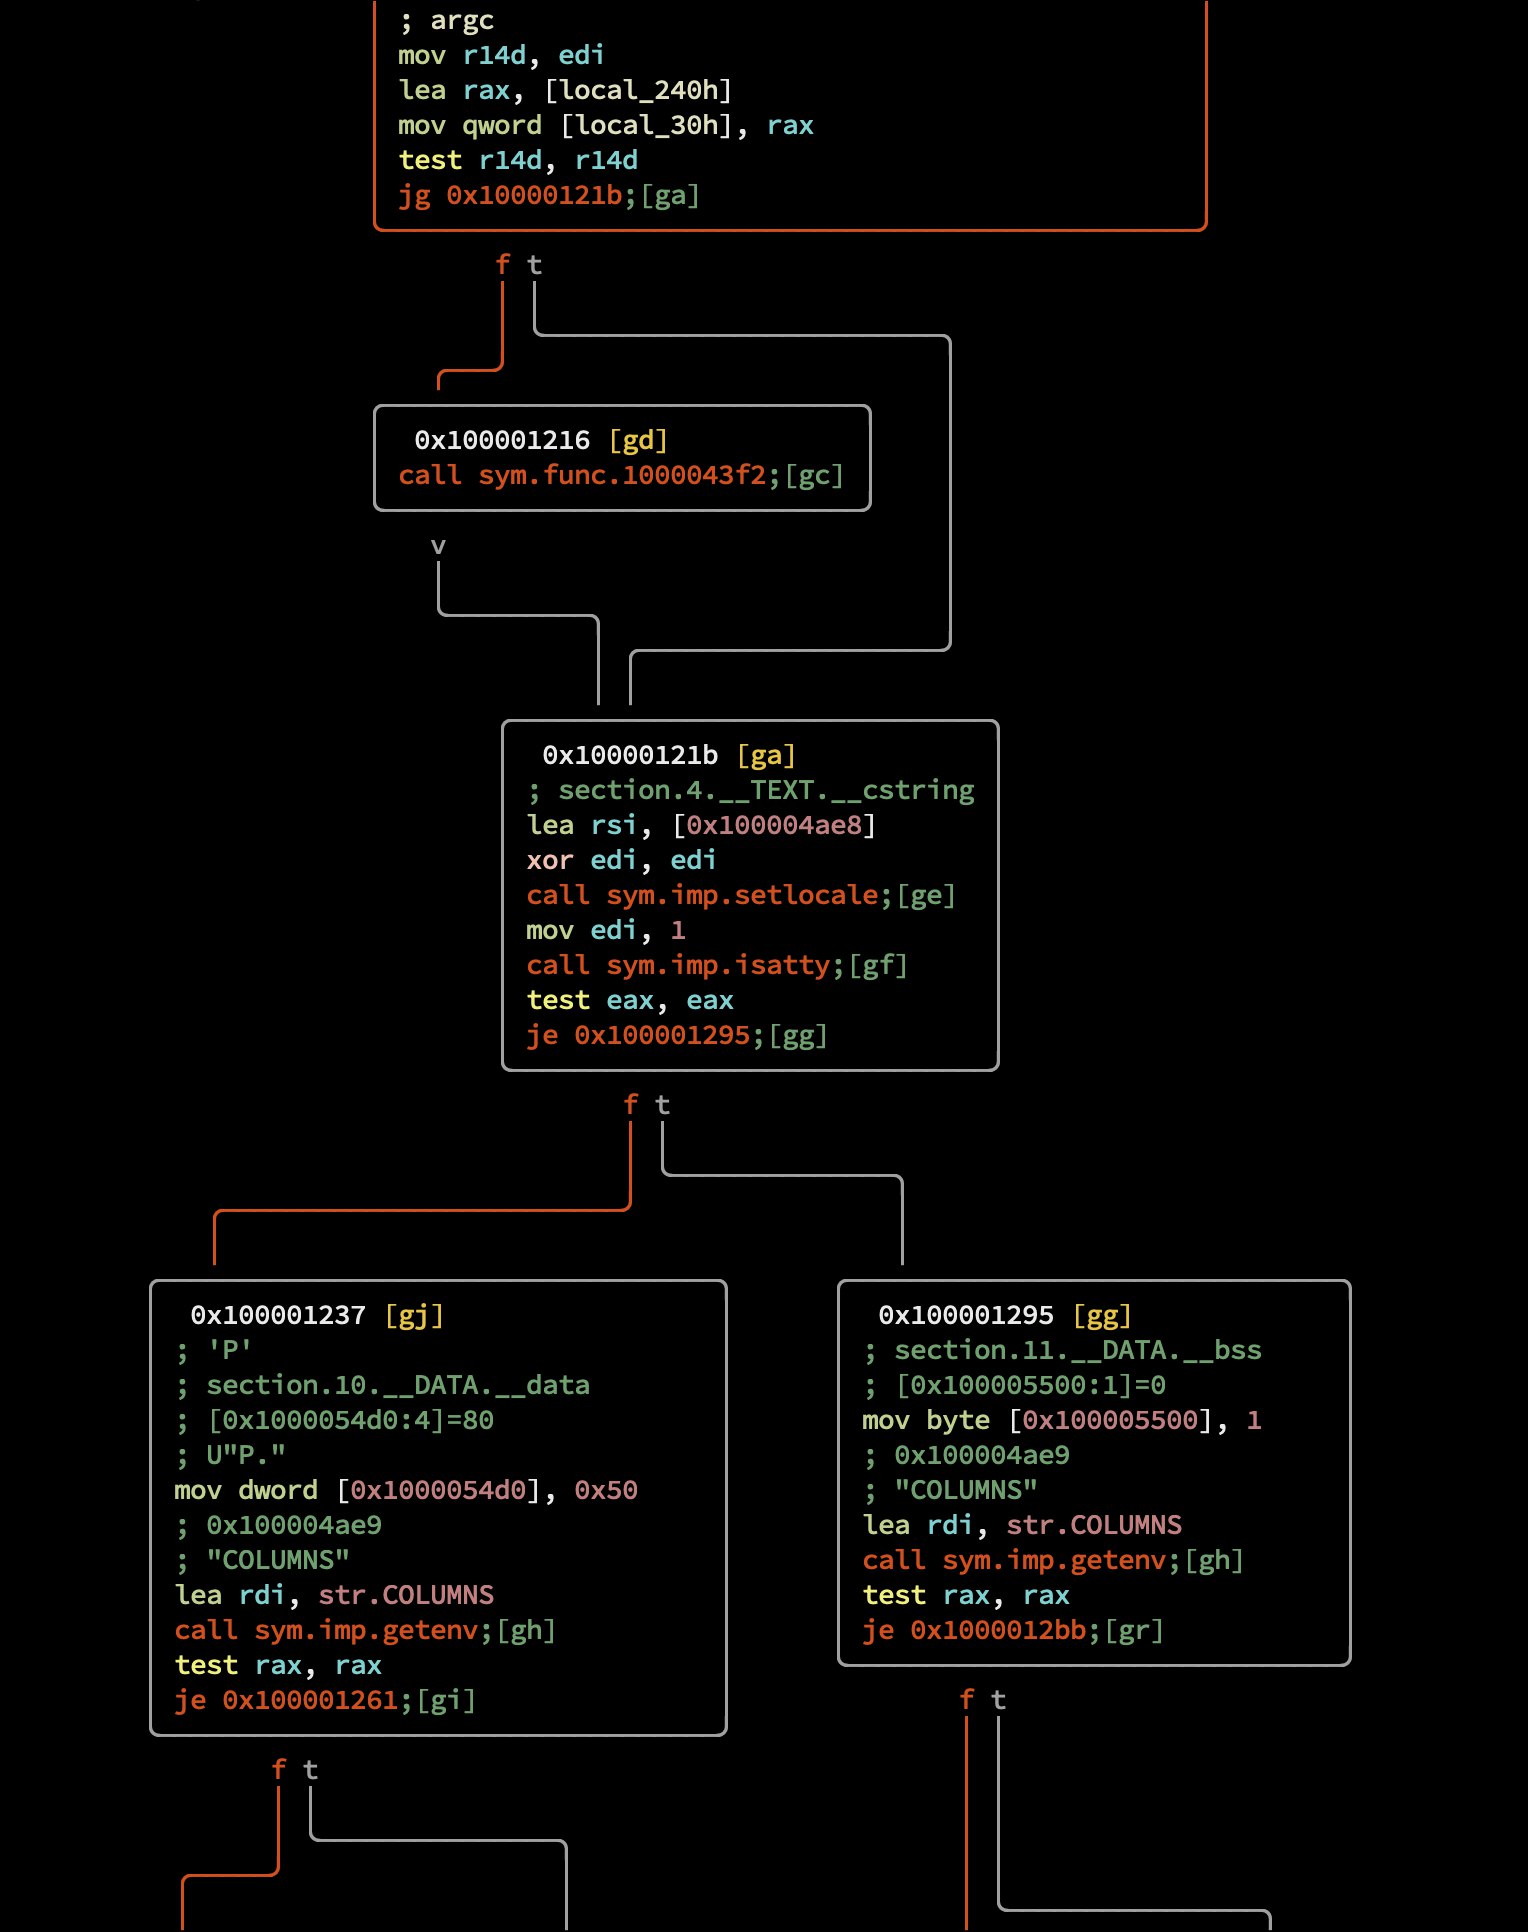 ; argc
mov r14d, edi
lea rax, [local_240h]
mov qword [local_30h], rax
test r14d, r14d
jg 0x10000121b;[ga]
f t
0x100001216 [gd]
call sym.func.1000043f2;[gc]
v
0x10000121b [ga]
; section.4.__TEXT.__cstring
lea rsi, [0x100004ae8]
xor edi, edi
call sym.imp.setlocale;[ge]
mov edi, 1
call sym.imp.isatty;[gf]
test eax, eax
je 0x100001295;[gg]
f t
0x100001237 [gj]
; 'P'
; section.10.__DATA.__data
; [0x1000054d0:4]=80
; U"P."
mov dword [0x1000054d0], 0x50
; 0x100004ae9
; "COLUMNS"
lea rdi, str.COLUMNS
call sym.imp.getenv;[gh]
test rax, rax
je 0x100001261;[gi]
f t
0x100001295 [gg]
; section.11.__DATA.__bss
; [0x100005500:1]=0
mov byte [0x100005500], 1
; 0x100004ae9
; "COLUMNS"
lea rdi, str.COLUMNS
call sym.imp.getenv;[gh]
test rax, rax
je 0x1000012bb;[gr]
f t